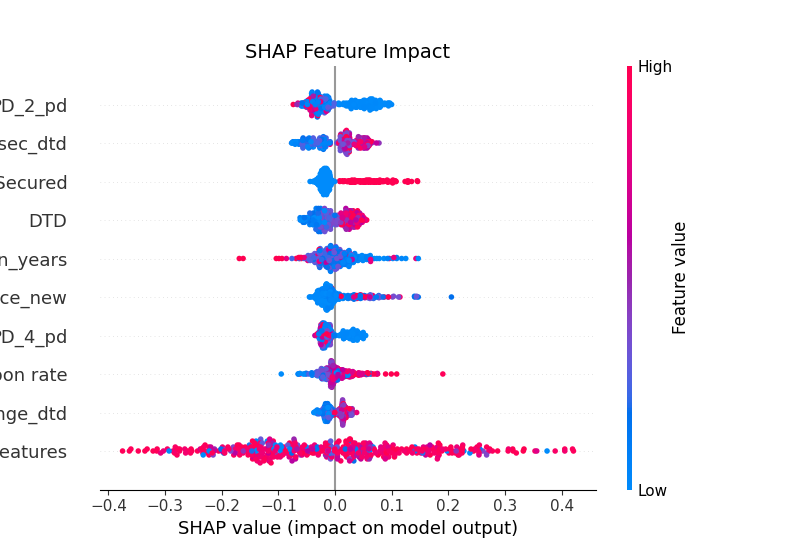 SHAP Feature Impact
High
PD_2_pd
sec_dtd
Secured
DTD
n_years
ce_new
PD_4_pd
on rate
nge_dtd
eatures
Feature value
Low
−0.4 −0.3 −0.2 −0.1 0.0 0.1 0.2 0.3 0.4
SHAP value (impact on model output)